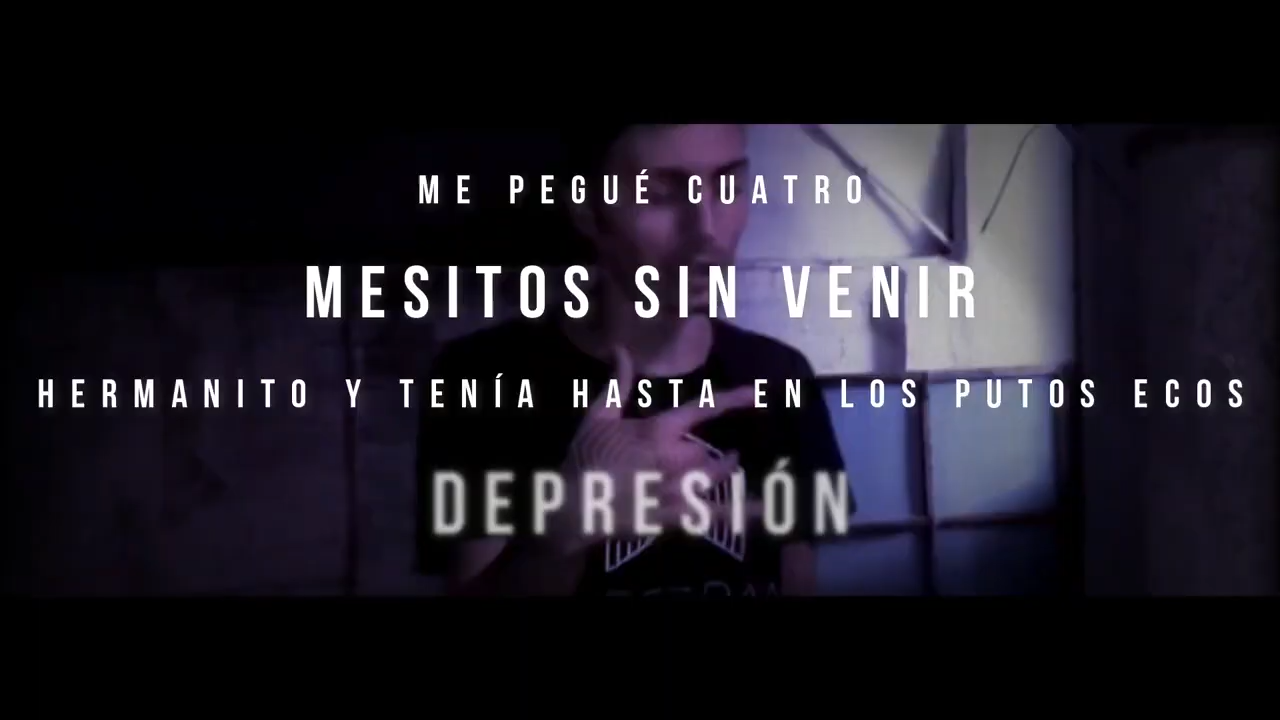 ME PEGUÉ CUATRO
MESITOS SIN VENIR
HERMANITO Y TENÍA HASTA EN LOS PUTOS ECOS
DEPRESIÓN